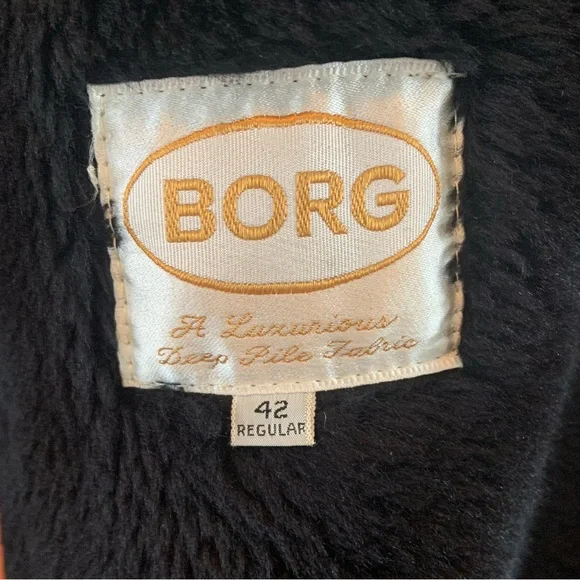 BORG
A Luxurious
Deep Pile Fabric
42
REGULAR